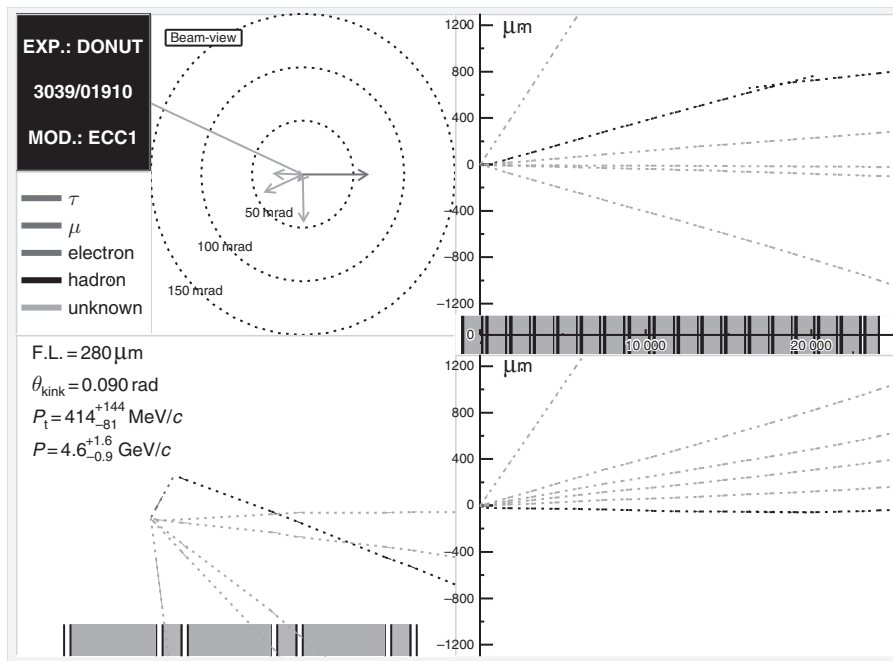 EXP.: DONUT
3039/01910
MOD.: ECC1
τ
μ
electron
hadron
unknown
Beam-view
50 mrad
100 mrad
150 mrad
F.L. = 280 μm
θkink = 0.090 rad
Pt = 414 +144 −81 MeV/c
P = 4.6 +1.6 −0.9 GeV/c
1200
μm
800
400
0
−400
−800
−1200
0
10 000
20 000
1200
μm
800
400
0
−400
−800
−1200